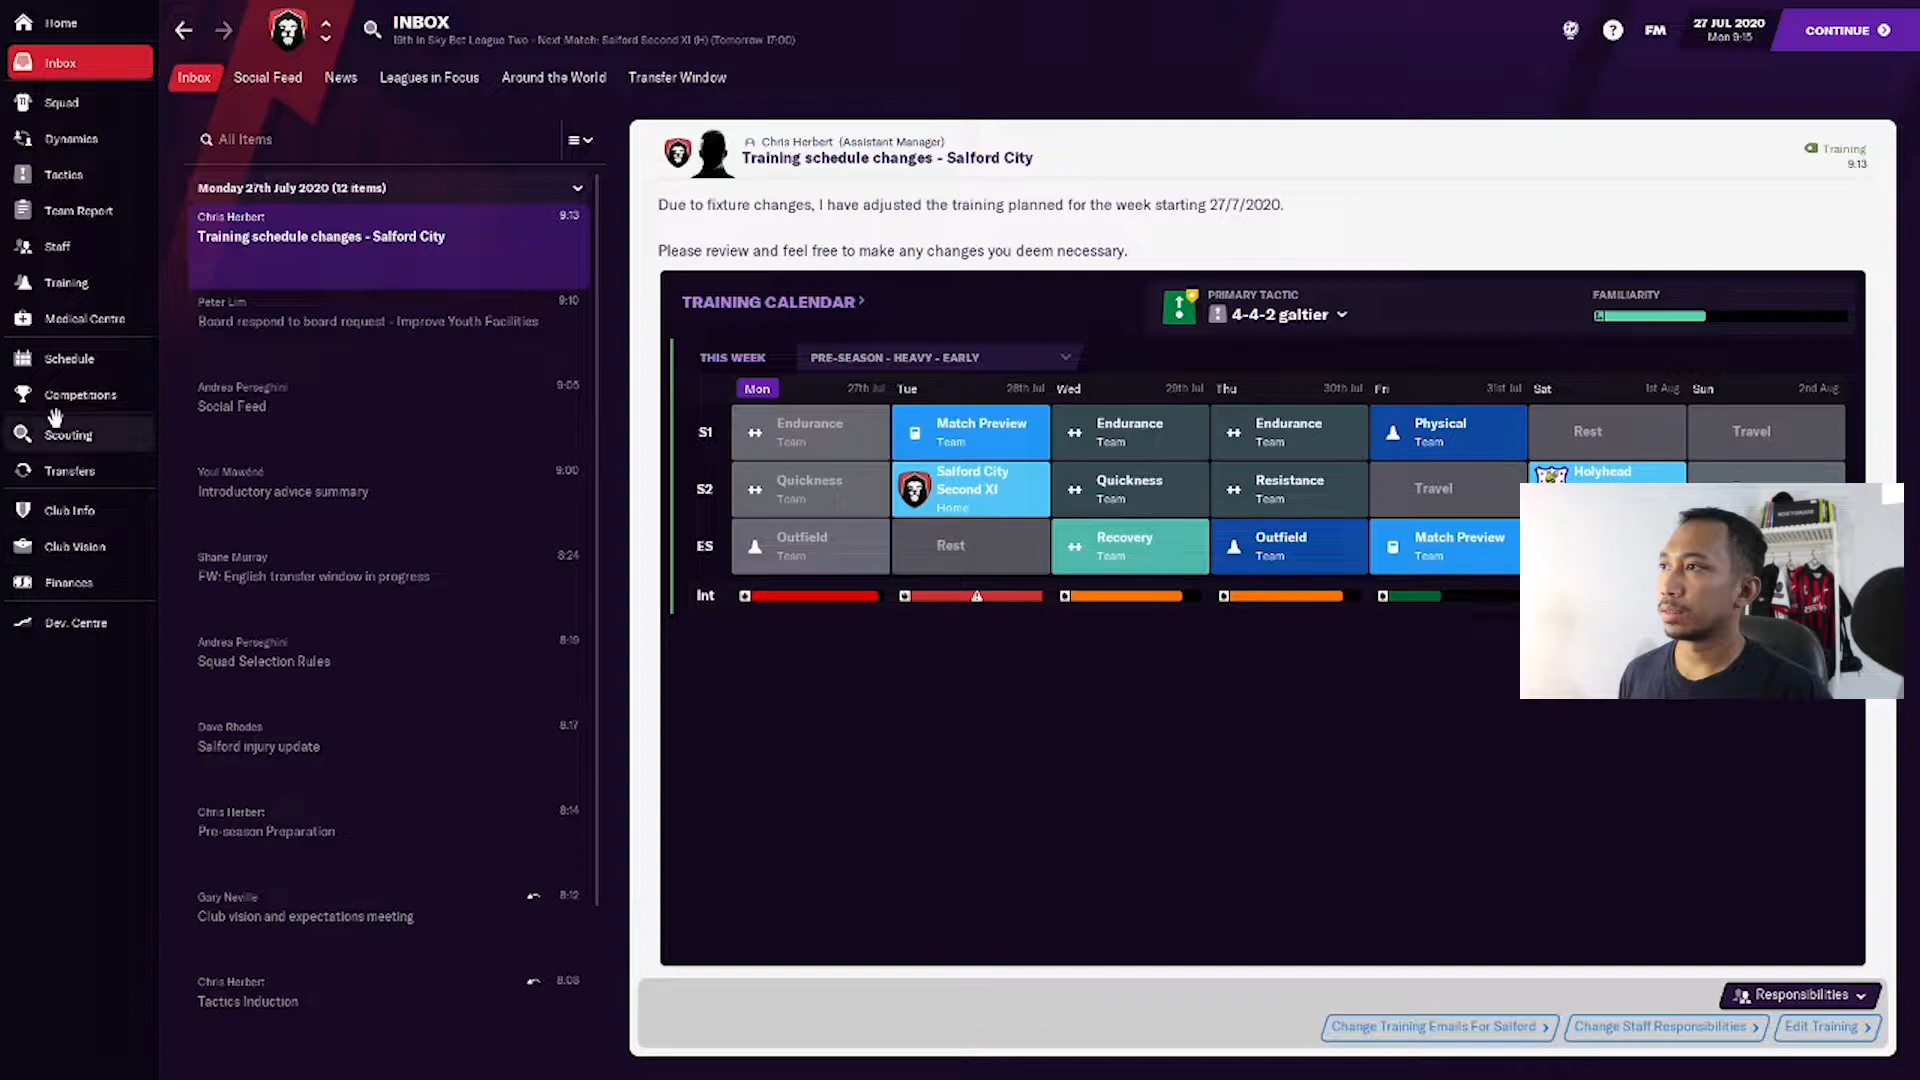 Home
Inbox
Squad
Dynamics
Tactics
Team Report
Staff
Training
Medical Centre
Schedule
Competitions
Scouting
Transfers
Club Info
Club Vision
Finances
Dev. Centre
INBOX
19th in Sky Bet League Two - Next Match: Salford Second XI (H) (Tomorrow 17:00)
FM
27 JUL 2020
Mon 9:15
CONTINUE
Inbox Social Feed News Leagues in Focus Around the World Transfer Window
All Items
Monday 27th July 2020 (12 items)
Chris Herbert 9:13
Training schedule changes - Salford City
Peter Lim 9:10
Board respond to board request - Improve Youth Facilities
Andrea Perseghini 9:05
Social Feed
Youl Mawéné 9:00
Introductory advice summary
Shane Murray 8:24
FW: English transfer window in progress
Andrea Perseghini 8:19
Squad Selection Rules
Dave Rhodes 8:17
Salford injury update
Chris Herbert 8:14
Pre-season Preparation
Gary Neville 8:12
Club vision and expectations meeting
Chris Herbert 8:08
Tactics Induction
Chris Herbert (Assistant Manager)
Training schedule changes - Salford City
Training
9.13
Due to fixture changes, I have adjusted the training planned for the week starting 27/7/2020.
Please review and feel free to make any changes you deem necessary.
TRAINING CALENDAR
PRIMARY TACTIC
4-4-2 galtier
FAMILIARITY
THIS WEEK PRE-SEASON - HEAVY - EARLY
Mon 27th Jul Tue 28th Jul Wed 29th Jul Thu 30th Jul Fri 31st Jul Sat 1st Aug Sun 2nd Aug
S1
Endurance Team
Match Preview Team
Endurance Team
Endurance Team
Physical Team
Rest
Travel
S2
Quickness Team
Salford City Second XI Home
Quickness Team
Resistance Team
Travel
Holyhead
ES
Outfield Team
Rest
Recovery Team
Outfield Team
Match Preview Team
Int
Responsibilities
Change Training Emails For Salford
Change Staff Responsibilities
Edit Training